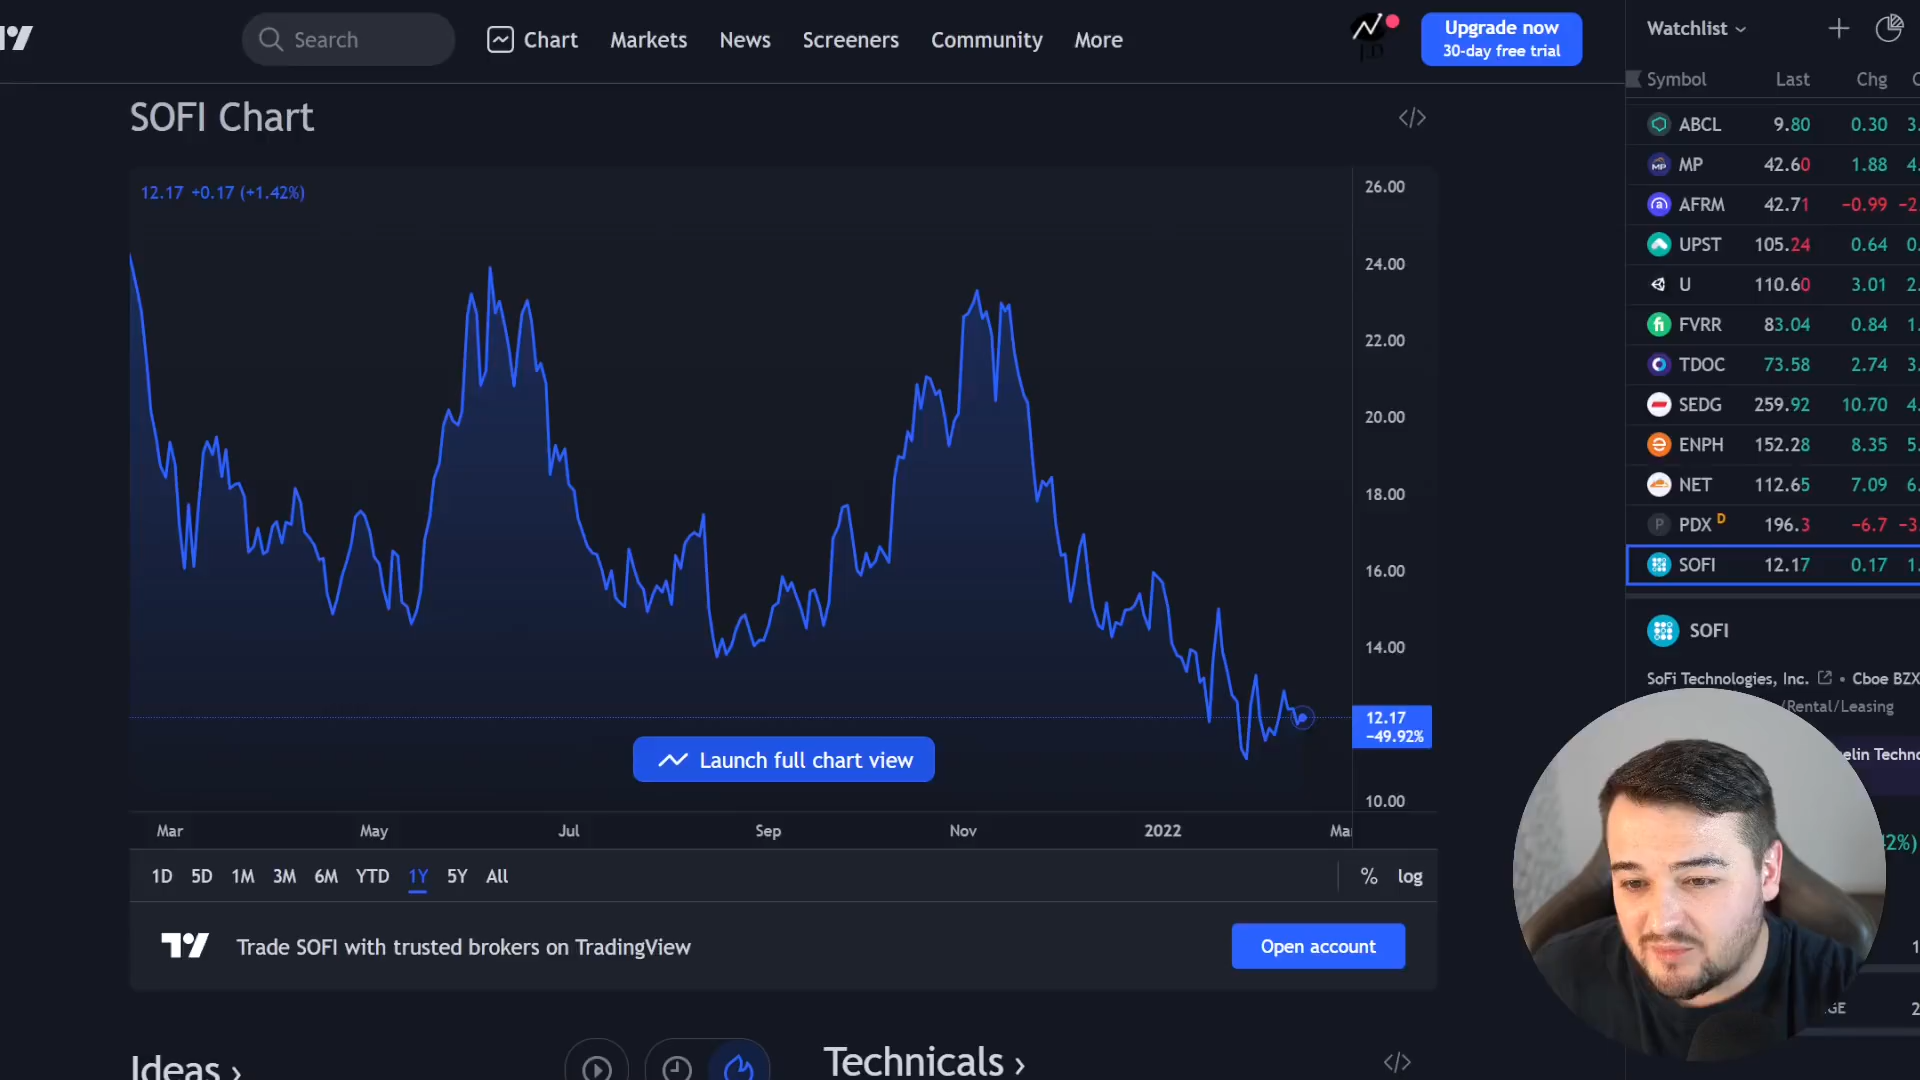 Search
Chart
Markets
News
Screeners
Community
More
Upgrade now
30-day free trial
SOFI Chart
12.17 +0.17 (+1.42%)
26.00
24.00
22.00
20.00
18.00
16.00
14.00
12.17
−49.92%
10.00
Launch full chart view
Mar May Jul Sep Nov 2022
1D 5D 1M 3M 6M YTD 1Y 5Y All
% log
Trade SOFI with trusted brokers on TradingView
Open account
Ideas ›
Technicals ›
Watchlist
Symbol Last Chg
ABCL 9.80 0.30
MP 42.60 1.88
AFRM 42.71 −0.99
UPST 105.24 0.64
U 110.60 3.01
FVRR 83.04 0.84
TDOC 73.58 2.74
SEDG 259.92 10.70
ENPH 152.28 8.35
NET 112.65 7.09
P PDX D 196.3 −6.7
SOFI 12.17 0.17
SOFI
SoFi Technologies, Inc. • Cboe BZX
/Rental/Leasing